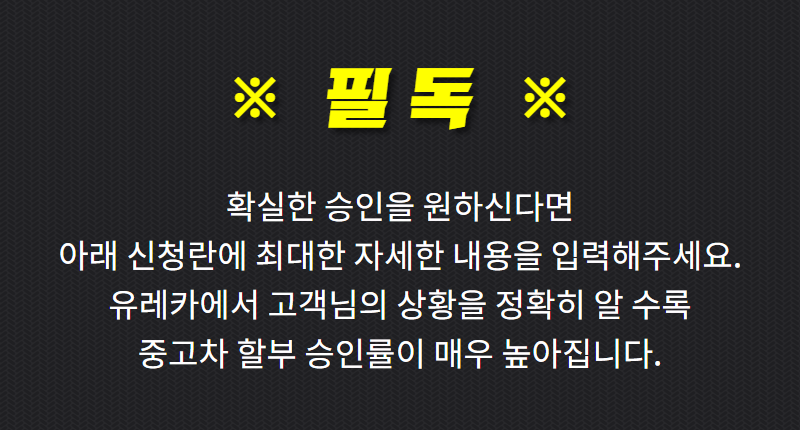 ※ 필독 ※
확실한 승인을 원하신다면
아래 신청란에 최대한 자세한 내용을 입력해주세요.
유레카에서 고객님의 상황을 정확히 알 수록
중고차 할부 승인률이 매우 높아집니다.